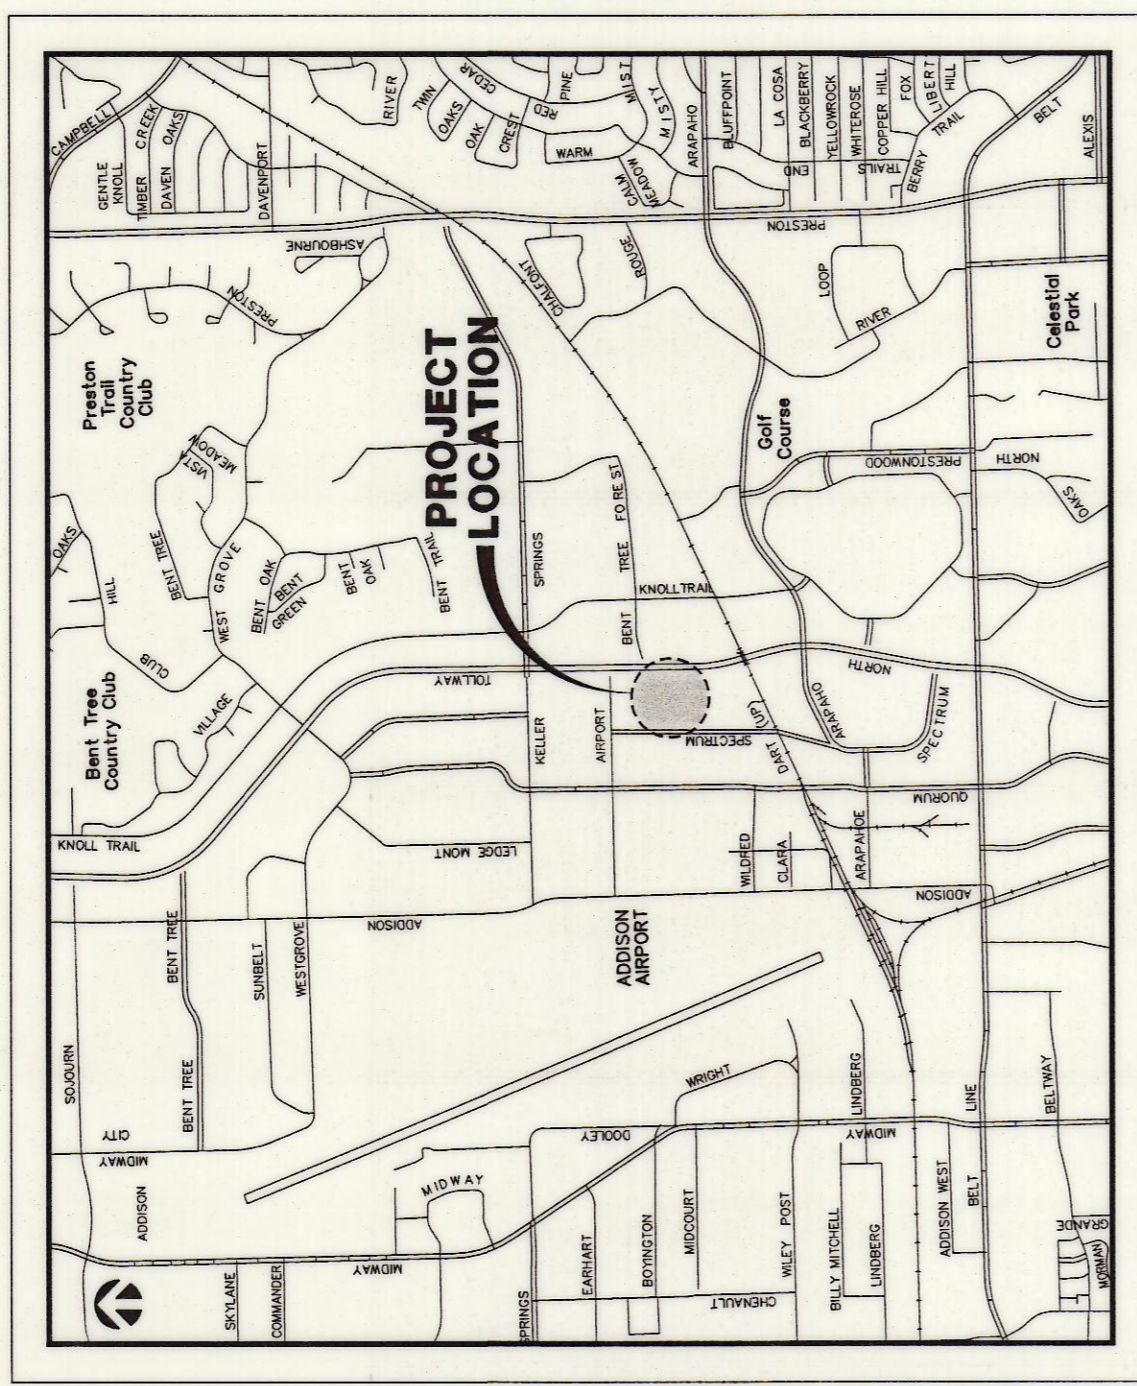 CAMPBELL
GENTLE
KNOLL
TIMBER
CREEK
DAVEN
OAKS
DAVENPORT
RIVER
TWIN
OAKS
CEDAR
OAK
CREST
RED
PINE
MIST
MISTY
WARM
CALM
MEADOW
ARAPAHO
BLUFFPOINT
LA COSA
BLACKBERRY
YELLOWROCK
WHITEROSE
COPPER HILL
FOX
LIBERT
HILL
TRAIL
BERRY
TRAILS
END
BELT
ALEXIS
PRESTON
ASHBOURNE
PRESTON
CHALFONT
ROUGE
LOOP
RIVER
Celestial
Park
Preston
Trail
Country
Club
PROJECT
LOCATION
Golf
Course
VISTA
MEADOW
PRESTONWOOD
NORTH
OAKS
OAKS
HILL
BENT TREE
WEST GROVE
BENT OAK
BENT
GREEN
BENT
OAK
BENT TRAIL
SPRINGS
BENT TREE FOREST
KNOLLTRAIL
CLUB
Bent Tree
Country Club
VILLAGE
TOLLWAY
NORTH
KELLER
AIRPORT
SPECTRUM
DART (UP)
ARAPAHO
SPECTRUM
QUORUM
KNOLL TRAIL
LEDGE MONT
WILDRED
CLARA
ARAPAHOE
ADDISON
ADDISON
BENT TREE
SUNBELT
WESTGROVE
ADDISON
AIRPORT
SOJOURN
BENT TREE
WRIGHT
LINDBERG
LINE
BELTWAY
CITY
MIDWAY
DOOLEY
MIDWAY
ADDISON
MIDWAY
MIDWAY
SKYLANE
COMMANDER
SPRINGS
EARHART
BOYINGTON
MIDCOURT
WILEY POST
CHENAULT
BILLY MITCHELL
LINDBERG
ADDISON WEST
BELT
GRANDE
MORMAN